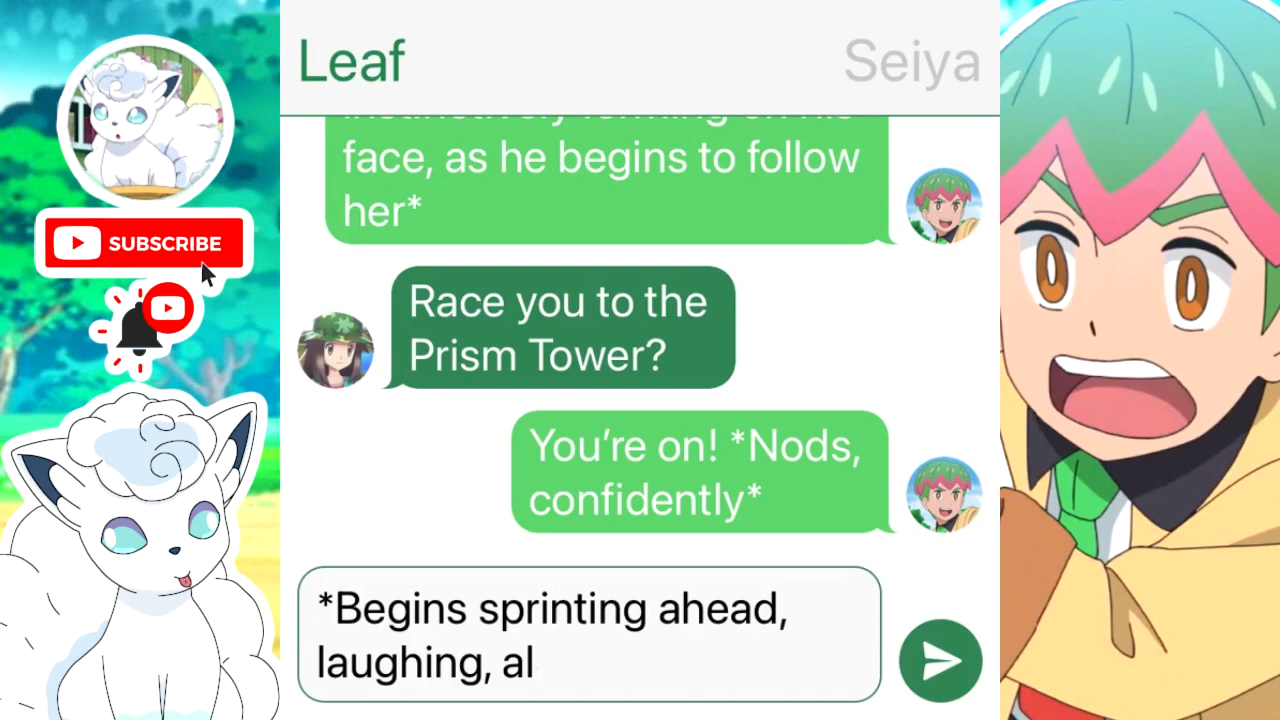 Leaf
Seiya
face, as he begins to follow
her*
Race you to the
Prism Tower?
You’re on! *Nods,
confidently*
*Begins sprinting ahead,
laughing, al
SUBSCRIBE